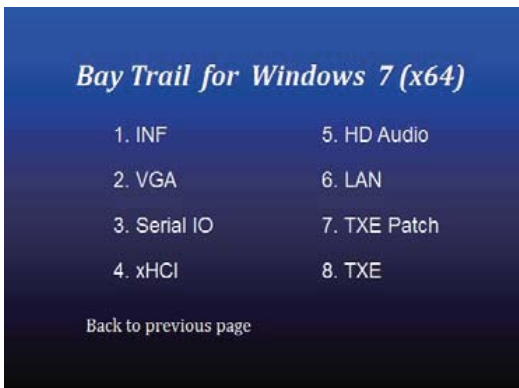 Bay Trail for Windows 7 (x64)
1. INF
2. VGA
3. Serial IO
4. xHCI
5. HD Audio
6. LAN
7. TXE Patch
8. TXE
Back to previous page